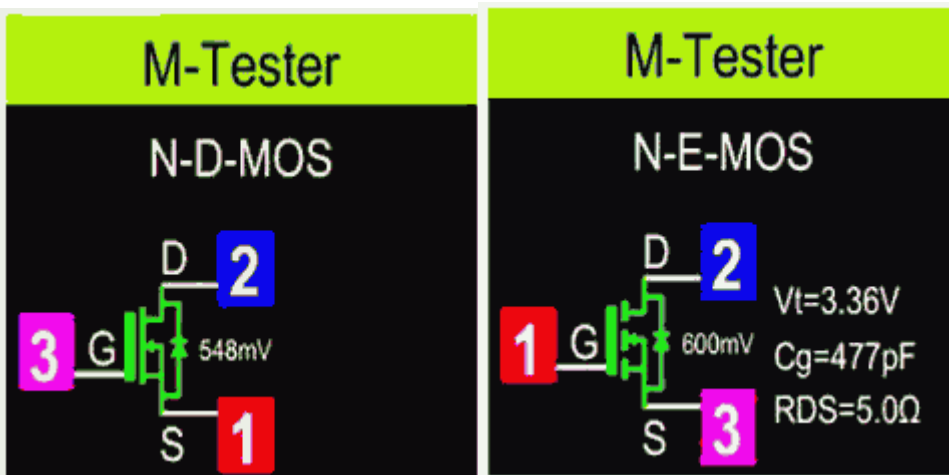 M-Tester
N-D-MOS
D
2
3
G
548mV
S
1
M-Tester
N-E-MOS
D
2
Vt=3.36V
1
G
600mV
Cg=477pF
RDS=5.0Ω
S
3